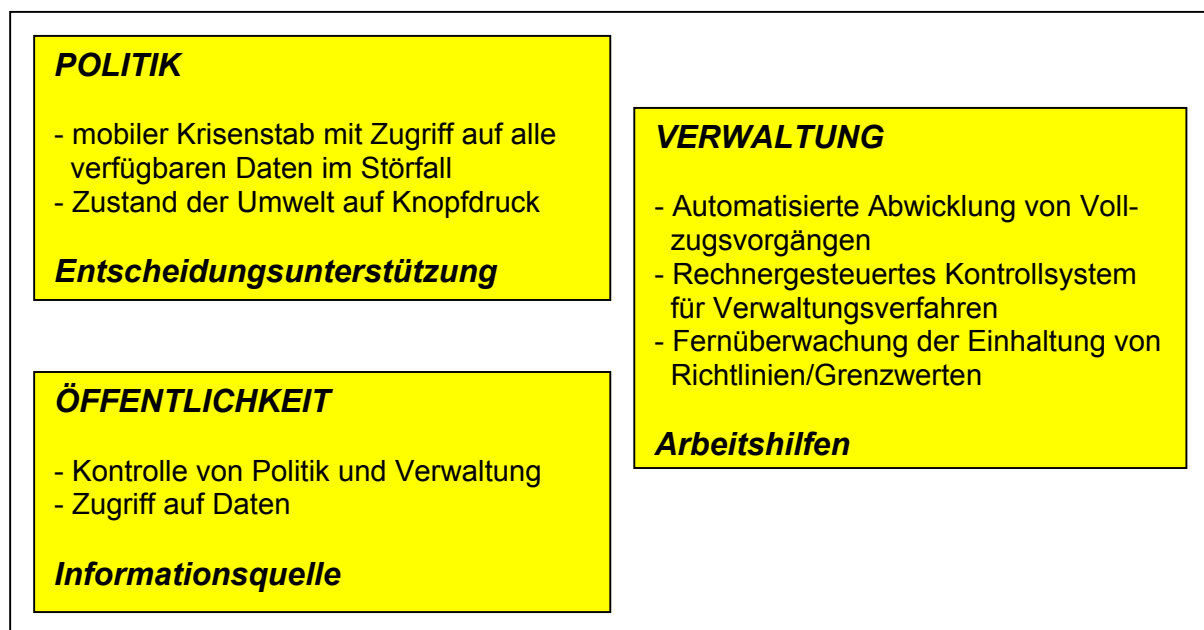 POLITIK
- mobiler Krisenstab mit Zugriff auf alle
verfügbaren Daten im Störfall
- Zustand der Umwelt auf Knopfdruck
Entscheidungsunterstützung
ÖFFENTLICHKEIT
- Kontrolle von Politik und Verwaltung
- Zugriff auf Daten
Informationsquelle
VERWALTUNG
- Automatisierte Abwicklung von Voll-
zugsvorgängen
- Rechnergesteuertes Kontrollsystem
für Verwaltungsverfahren
- Fernüberwachung der Einhaltung von
Richtlinien/Grenzwerten
Arbeitshilfen